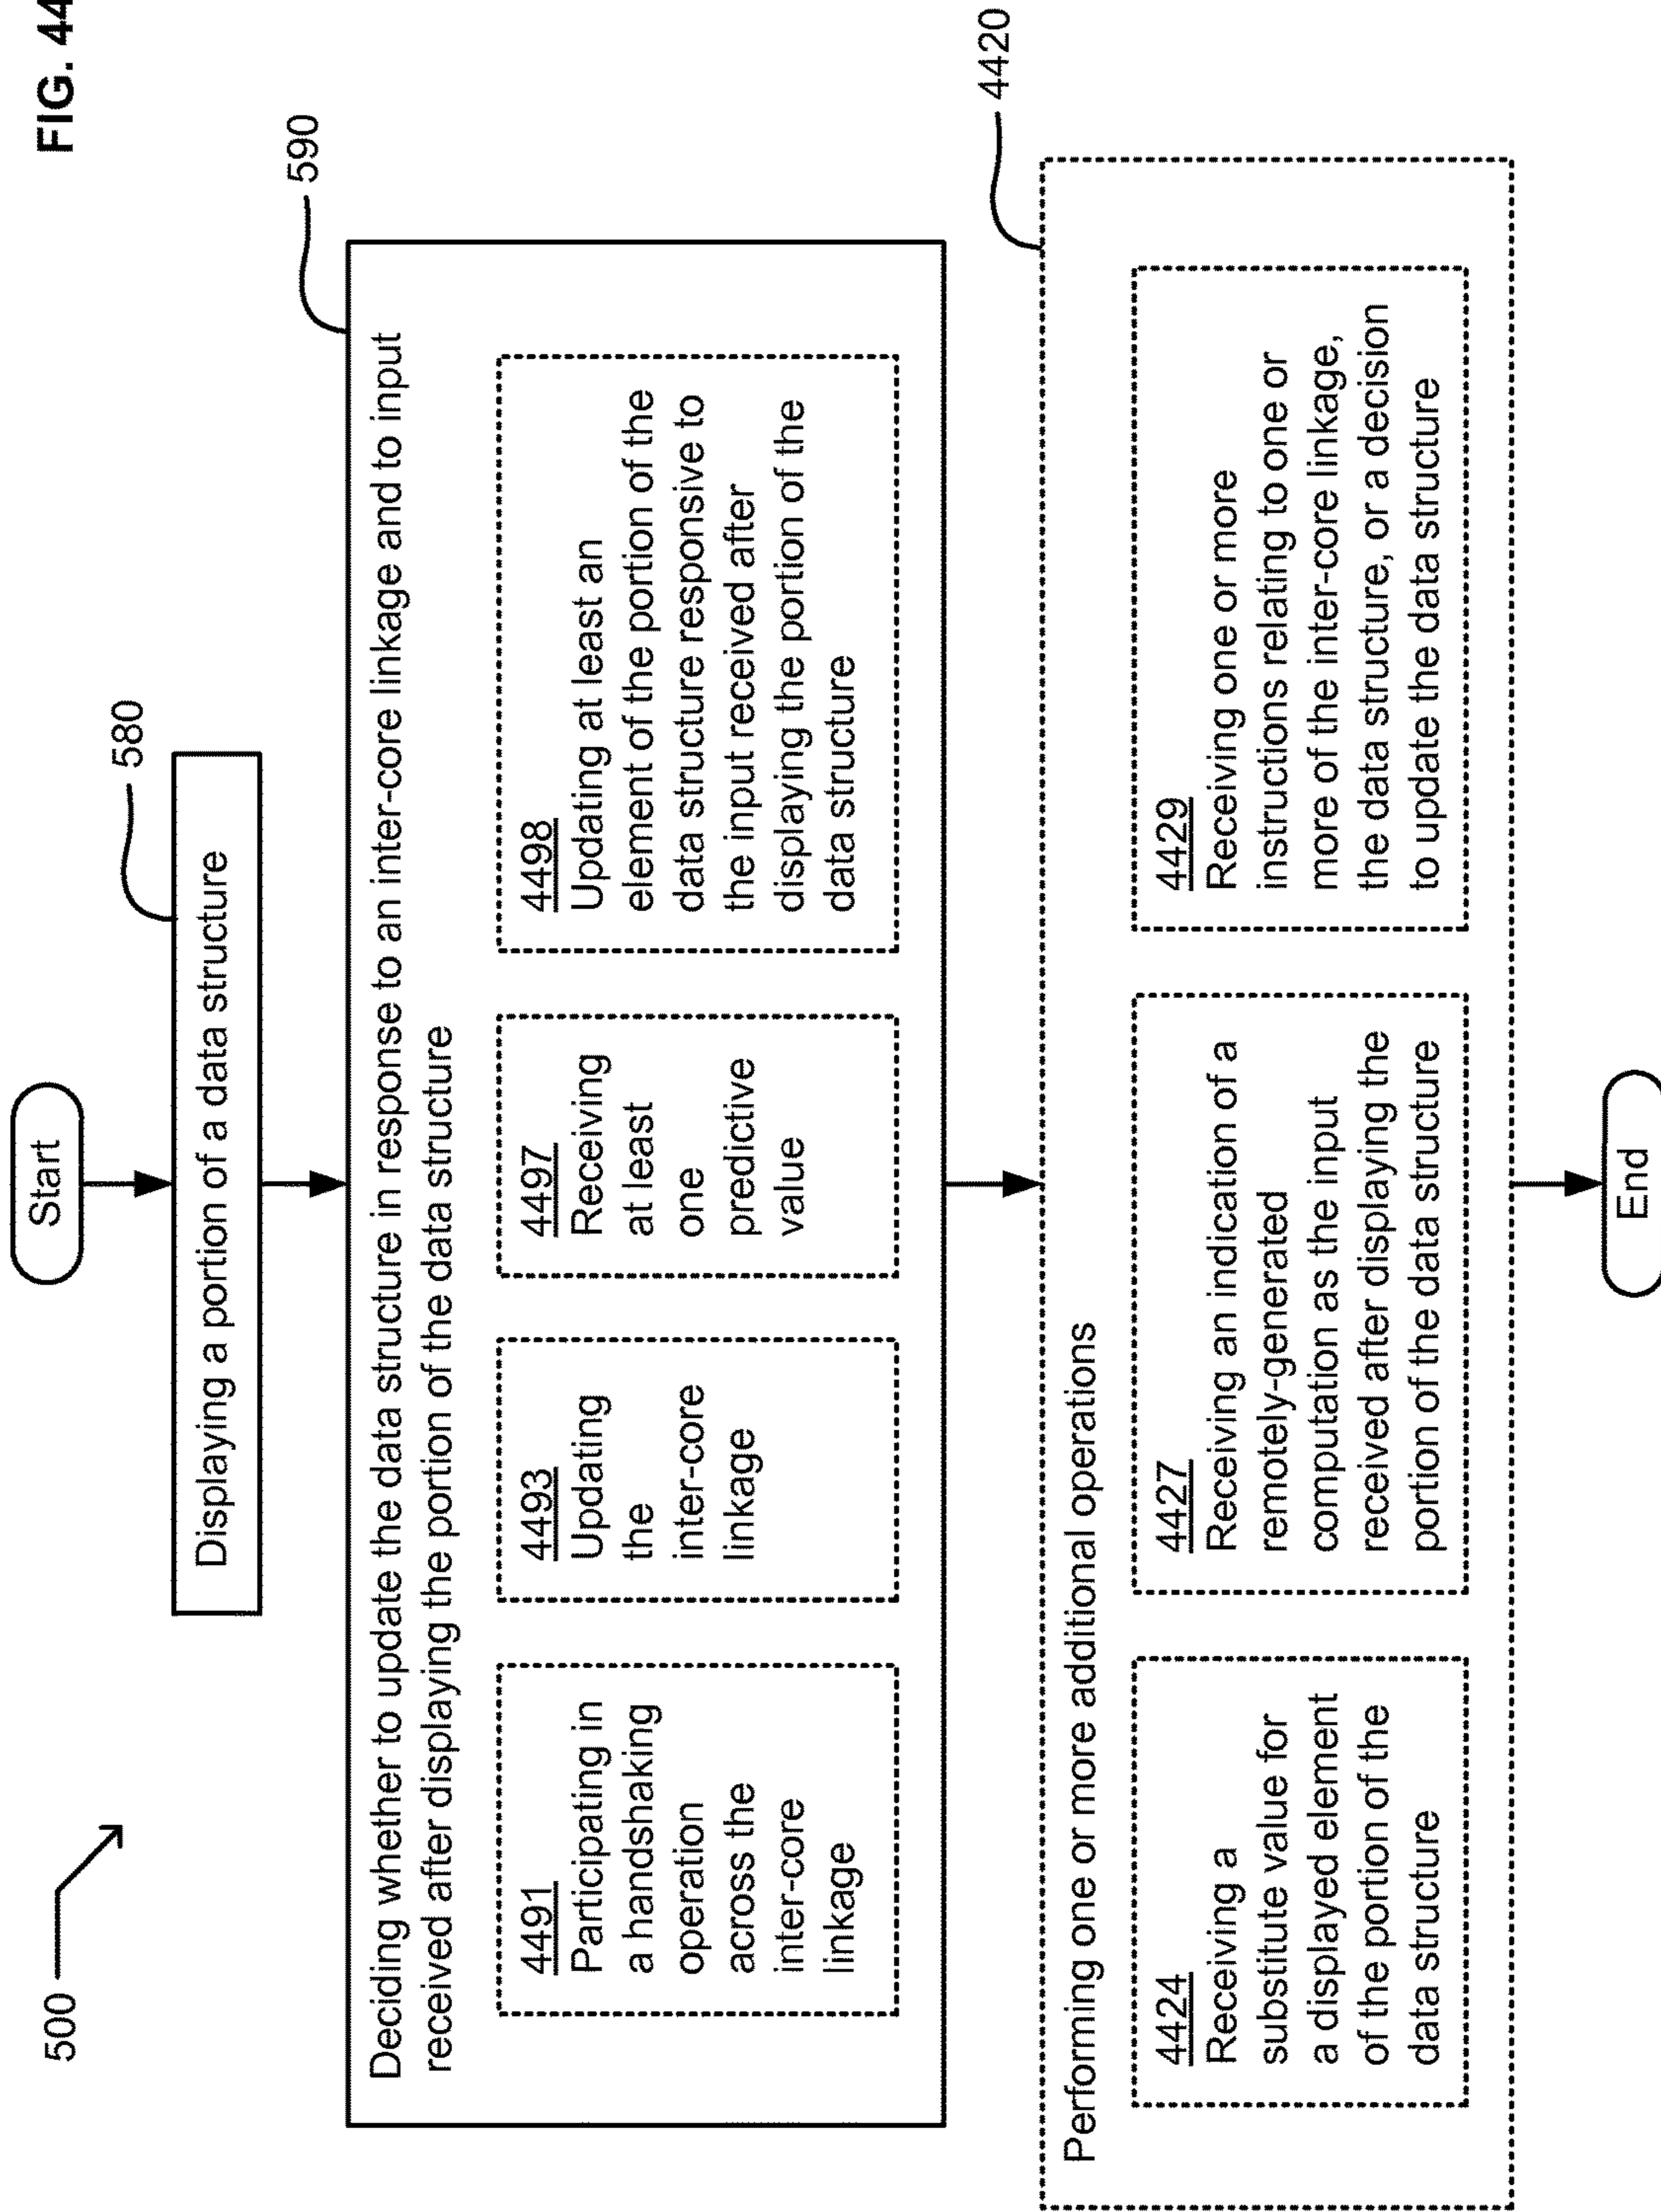 FIG. 44
500
Start
580
Displaying a portion of a data structure
590
Deciding whether to update the data structure in response to an inter-core linkage and to input
received after displaying the portion of the data structure
4491
Participating in
a handshaking
operation
across the
inter-core
linkage
4493
Updating
the
inter-core
linkage
4497
Receiving
at least
one
predictive
value
4498
Updating at least an
element of the portion of the
data structure responsive to
the input received after
displaying the portion of the
data structure
4420
Performing one or more additional operations
4424
Receiving a
substitute value for
a displayed element
of the portion of the
data structure
4427
Receiving an indication of a
remotely-generated
computation as the input
received after displaying the
portion of the data structure
4429
Receiving one or more
instructions relating to one or
more of the inter-core linkage,
the data structure, or a decision
to update the data structure
End